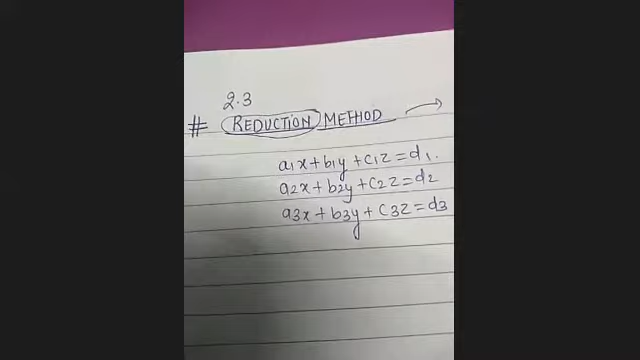 2.3
# REDUCTION METHOD →
a₁x + b₁y + c₁z = d₁.
a₂x + b₂y + c₂z = d₂
a₃x + b₃y + c₃z = d₃